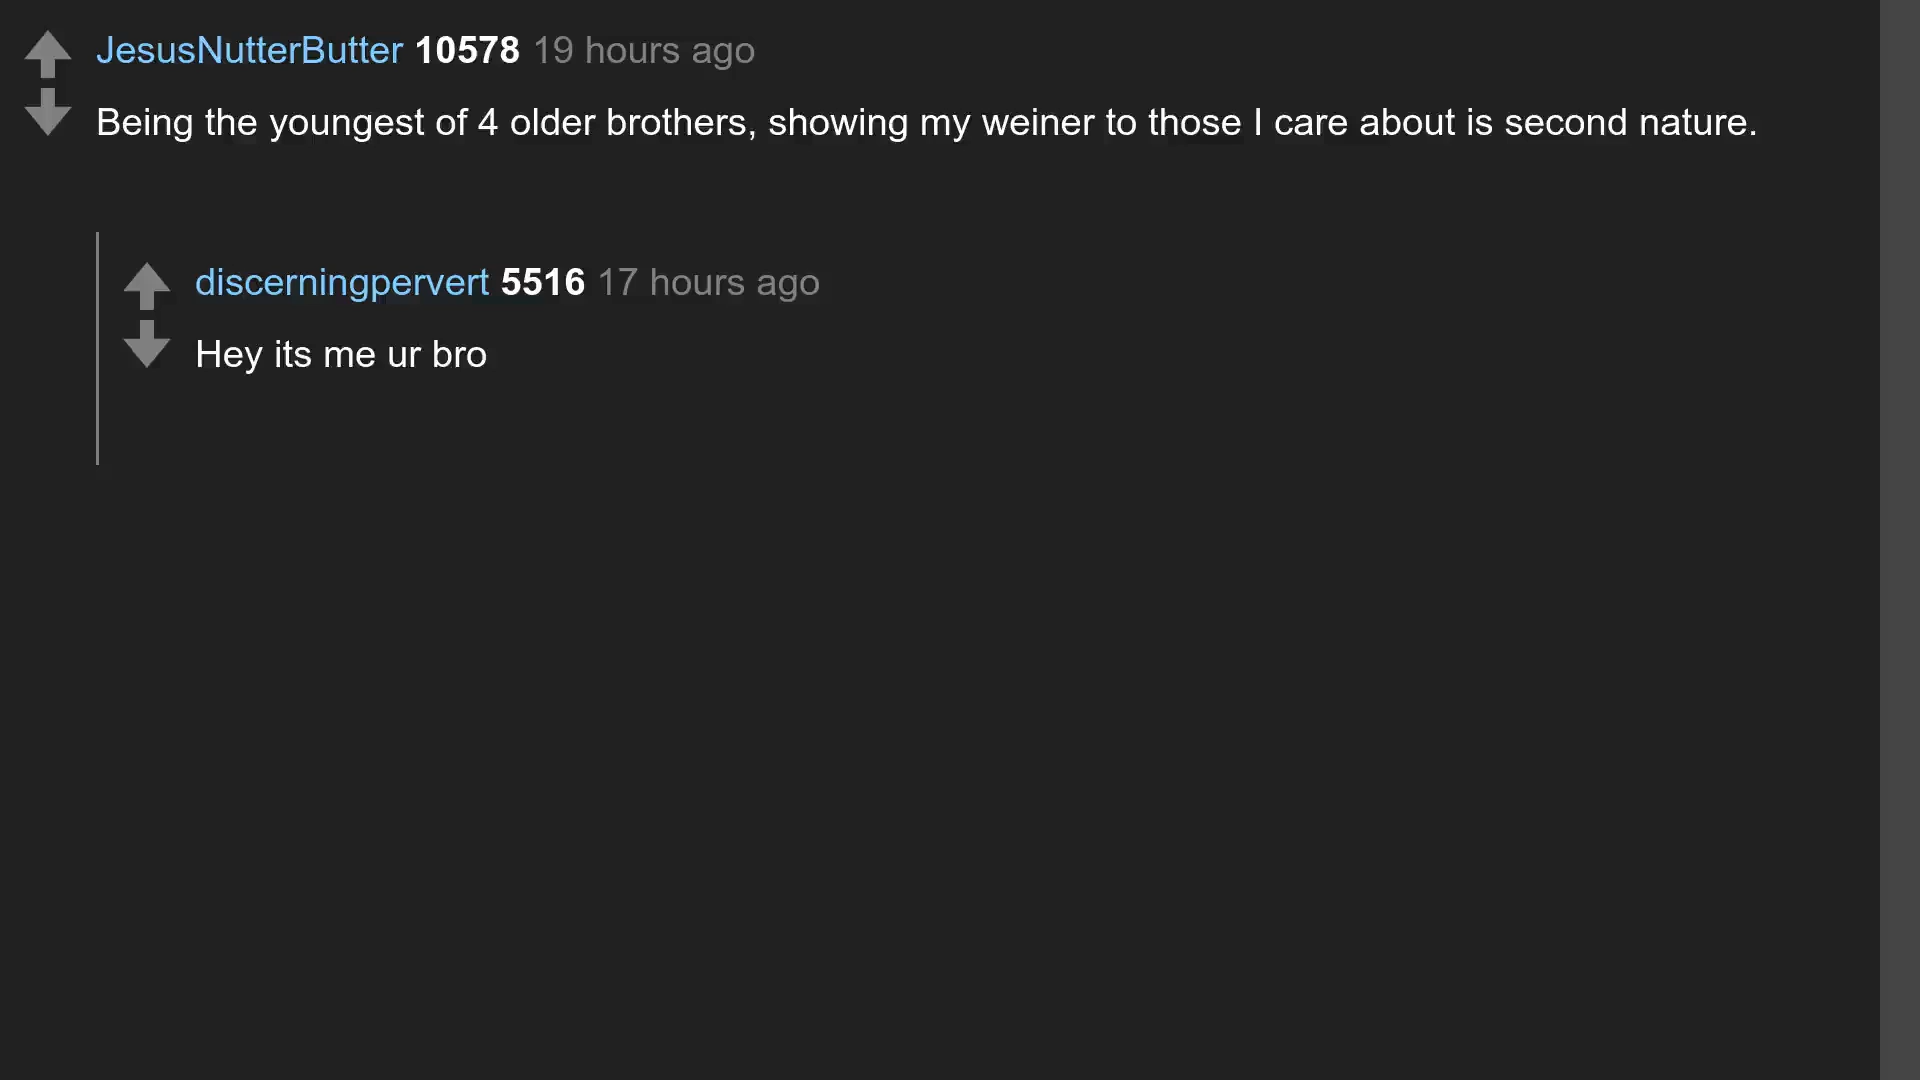 JesusNutterButter 10578 19 hours ago
Being the youngest of 4 older brothers, showing my weiner to those I care about is second nature.
discerningpervert 5516 17 hours ago
Hey its me ur bro